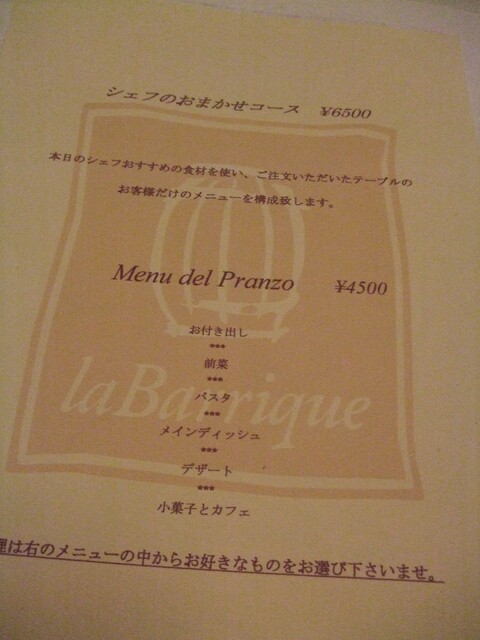 シェフのおまかせコース ¥6500
本日のシェフおすすめの食材を使い、ご注文いただいたテーブルの
お客様だけのメニューを構成致します。
Menu del Pranzo ¥4500
お付き出し
***
前菜
***
パスタ
***
メインディッシュ
***
デザート
***
小菓子とカフェ
laBarrique
理は右のメニューの中からお好きなものをお選び下さいませ。